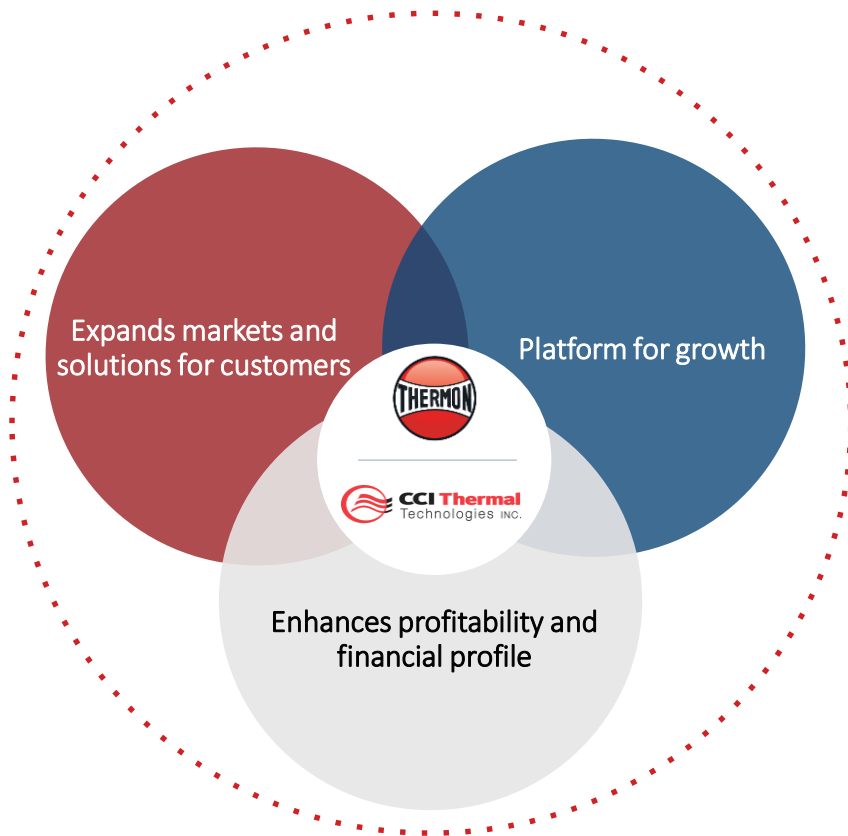 Expands markets and
solutions for customers
Platform for growth
THERMON
CCI Thermal
Technologies INC.
Enhances profitability and
financial profile